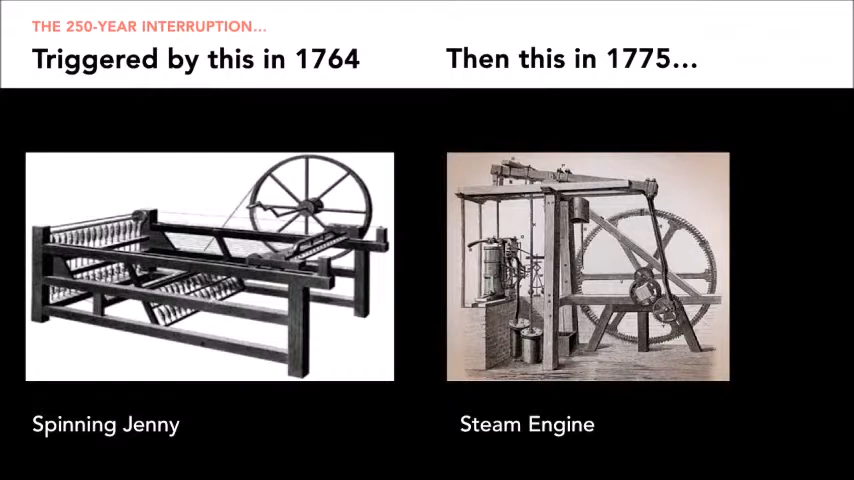 THE 250-YEAR INTERRUPTION...
Triggered by this in 1764
Then this in 1775...
Spinning Jenny
Steam Engine